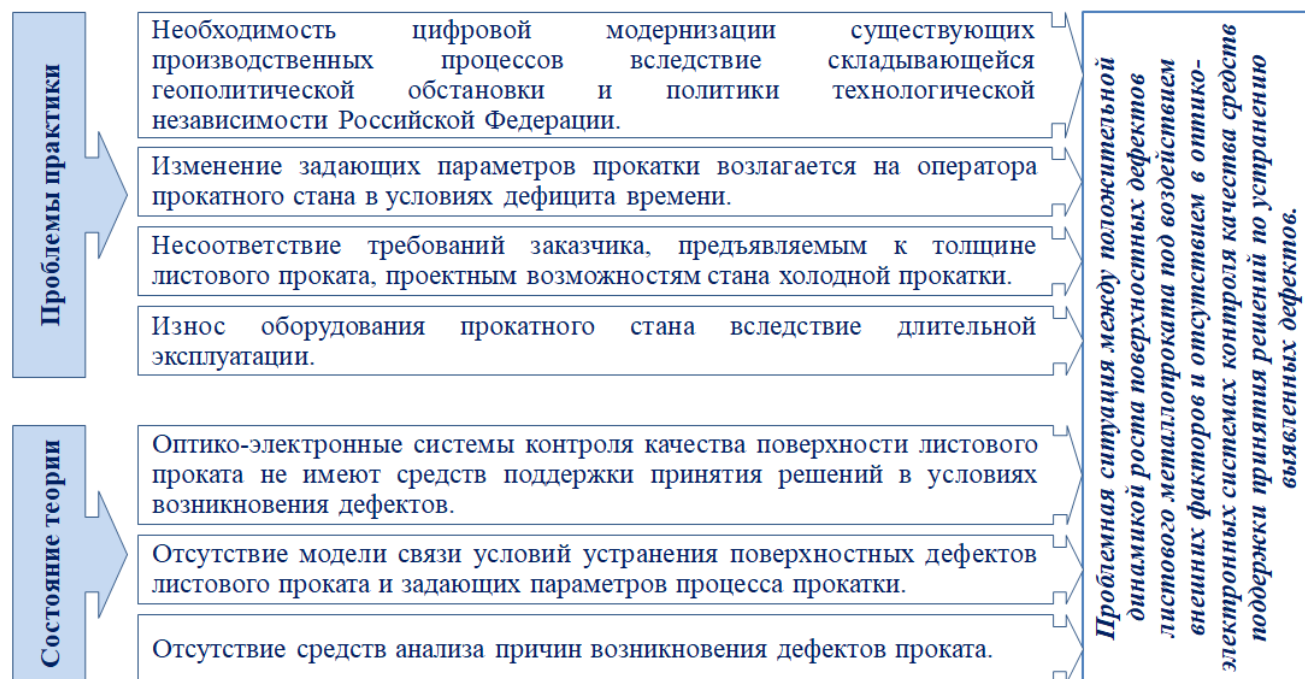 Проблемы практики
Необходимость цифровой модернизации существующих
производственных процессов вследствие складывающейся
геополитической обстановки и политики технологической
независимости Российской Федерации.
Изменение задающих параметров прокатки возлагается на оператора
прокатного стана в условиях дефицита времени.
Несоответствие требований заказчика, предъявляемым к толщине
листового проката, проектным возможностям стана холодной прокатки.
Износ оборудования прокатного стана вследствие длительной
эксплуатации.
Состояние теории
Оптико-электронные системы контроля качества поверхности листового
проката не имеют средств поддержки принятия решений в условиях
возникновения дефектов.
Отсутствие модели связи условий устранения поверхностных дефектов
листового проката и задающих параметров процесса прокатки.
Отсутствие средств анализа причин возникновения дефектов проката.
Проблемная ситуация между положительной
динамикой роста поверхностных дефектов
листового металлопроката под воздействием
внешних факторов и отсутствием в оптико-
электронных системах контроля качества средств
поддержки принятия решений по устранению
выявленных дефектов.